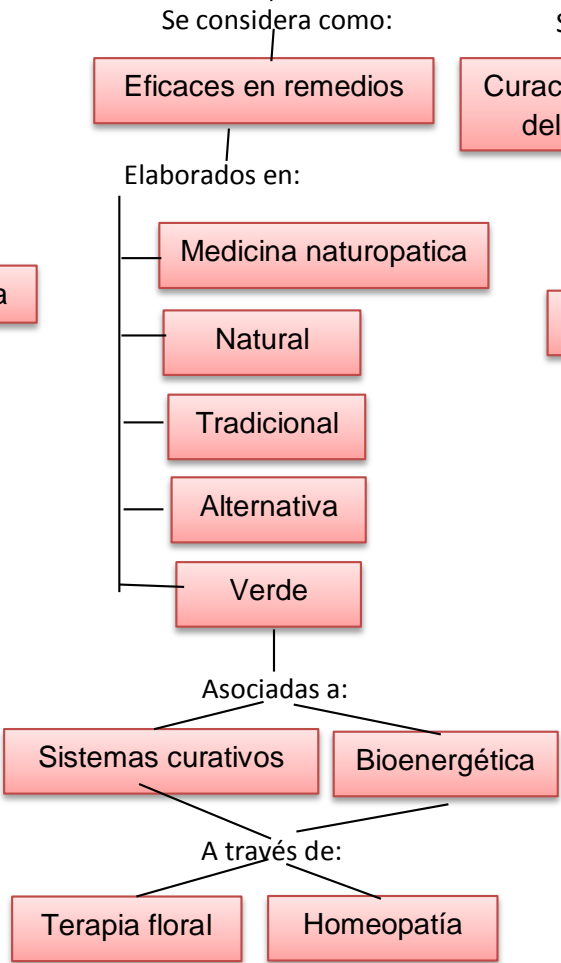 Se considera como:
Eficaces en remedios
del
Elaborados en:
Medicina naturopatica
Natural
Tradicional
Alternativa
Verde
Asociadas a:
Sistemas curativos
Bioenergética
A través de:
Terapia floral
Homeopatía